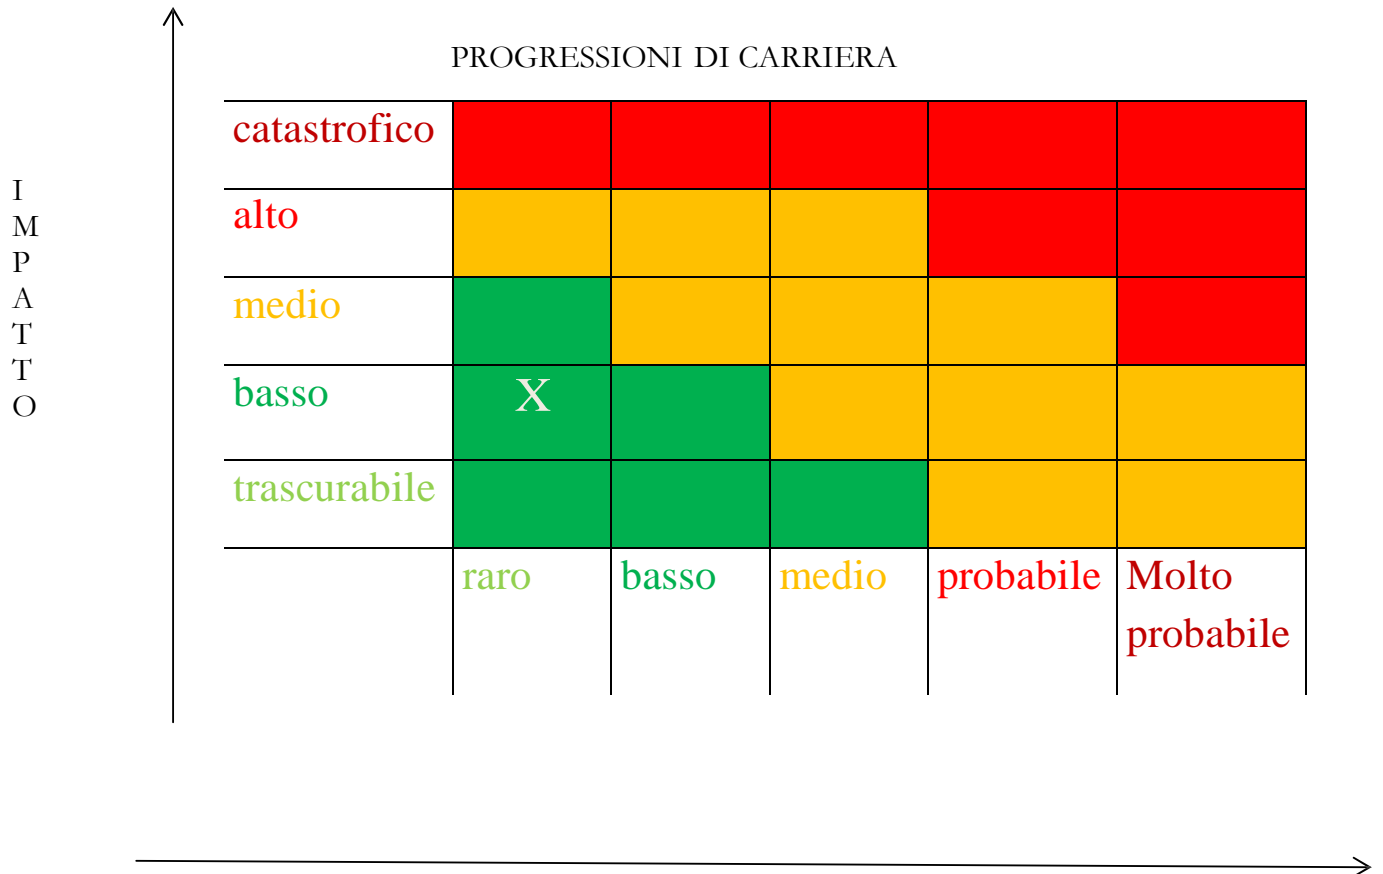 PROGRESSIONI DI CARRIERA
I
M
P
A
T
T
O
catastrofico
alto
medio
basso X
trascurabile
raro basso medio probabile Molto
probabile